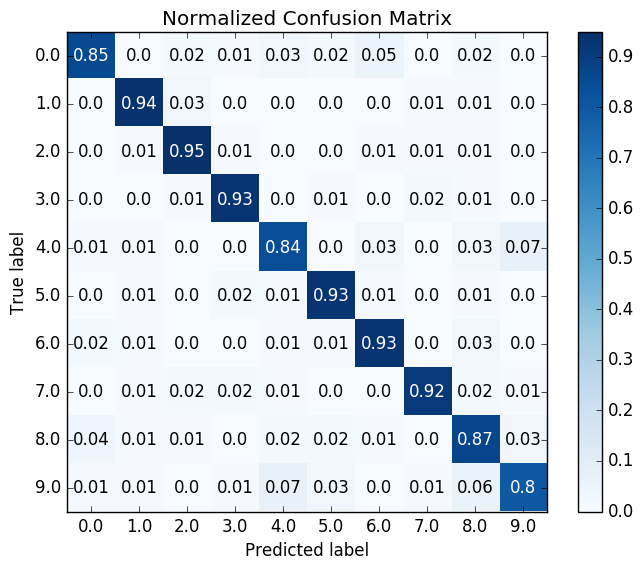 Normalized Confusion Matrix
0.0 0.85 0.0 0.02 0.01 0.03 0.02 0.05 0.0 0.02 0.0
1.0 0.0 0.94 0.03 0.0 0.0 0.0 0.0 0.01 0.01 0.0
2.0 0.0 0.01 0.95 0.01 0.0 0.0 0.01 0.01 0.01 0.0
3.0 0.0 0.0 0.01 0.93 0.0 0.01 0.0 0.02 0.01 0.0
4.0 0.01 0.01 0.0 0.0 0.84 0.0 0.03 0.0 0.03 0.07
5.0 0.0 0.01 0.0 0.02 0.01 0.93 0.01 0.0 0.01 0.0
6.0 0.02 0.01 0.0 0.0 0.01 0.01 0.93 0.0 0.03 0.0
7.0 0.0 0.01 0.02 0.02 0.01 0.0 0.0 0.92 0.02 0.01
8.0 0.04 0.01 0.01 0.0 0.02 0.02 0.01 0.0 0.87 0.03
9.0 0.01 0.01 0.0 0.01 0.07 0.03 0.0 0.01 0.06 0.8
0.0 1.0 2.0 3.0 4.0 5.0 6.0 7.0 8.0 9.0
Predicted label
True label
0.9
0.8
0.7
0.6
0.5
0.4
0.3
0.2
0.1
0.0